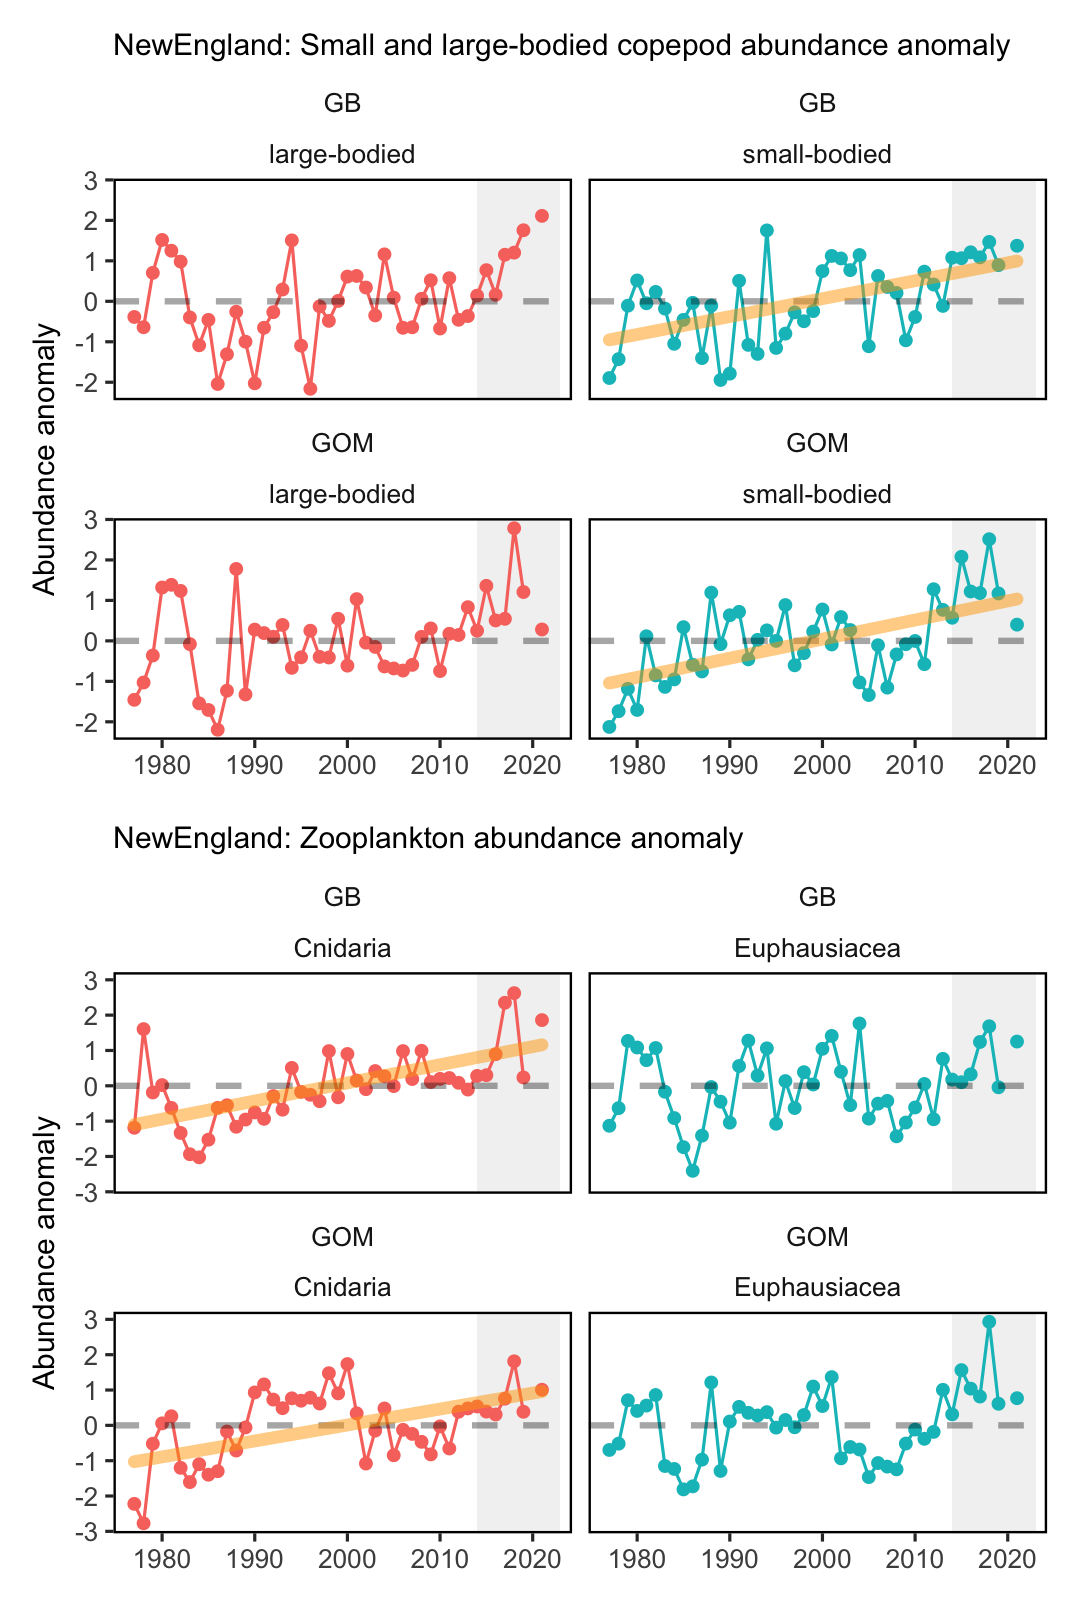 NewEngland: Small and large-bodied copepod abundance anomaly
GB
GB
large-bodied
small-bodied
3
2
1
0
-1
-2
GOM
GOM
large-bodied
small-bodied
3
2
1
0
-1
-2
1980 1990 2000 2010 2020
1980 1990 2000 2010 2020
Abundance anomaly
NewEngland: Zooplankton abundance anomaly
GB
GB
Cnidaria
Euphausiacea
3
2
1
0
-1
-2
-3
GOM
GOM
Cnidaria
Euphausiacea
3
2
1
0
-1
-2
-3
1980 1990 2000 2010 2020
1980 1990 2000 2010 2020
Abundance anomaly